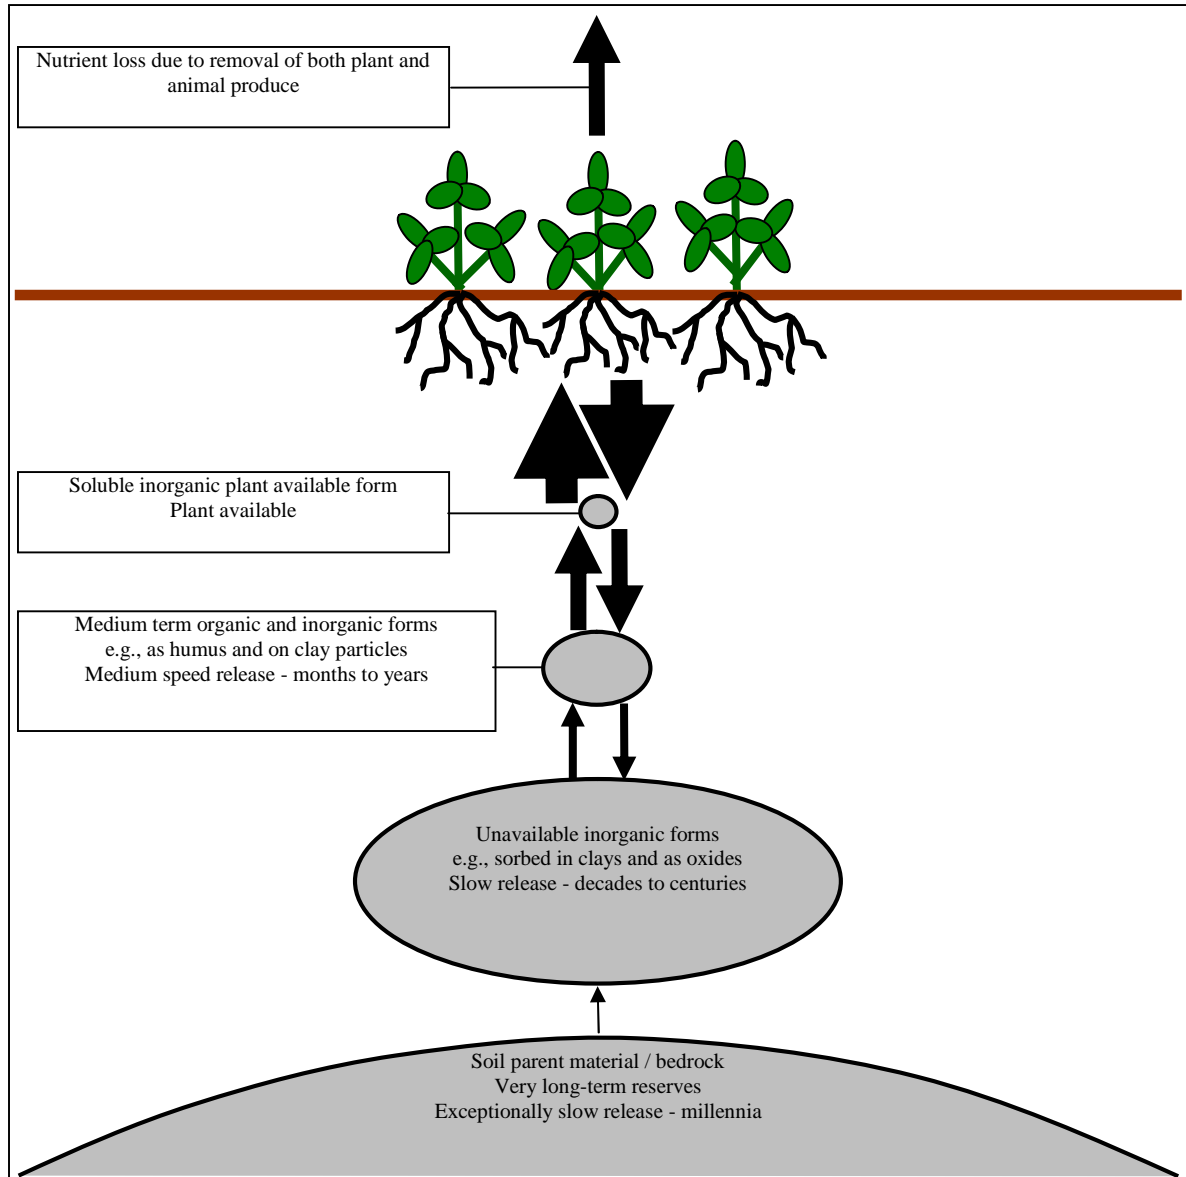 Nutrient loss due to removal of both plant and
animal produce
Soluble inorganic plant available form
Plant available
Medium term organic and inorganic forms
e.g., as humus and on clay particles
Medium speed release - months to years
Unavailable inorganic forms
e.g., sorbed in clays and as oxides
Slow release - decades to centuries
Soil parent material / bedrock
Very long-term reserves
Exceptionally slow release - millennia